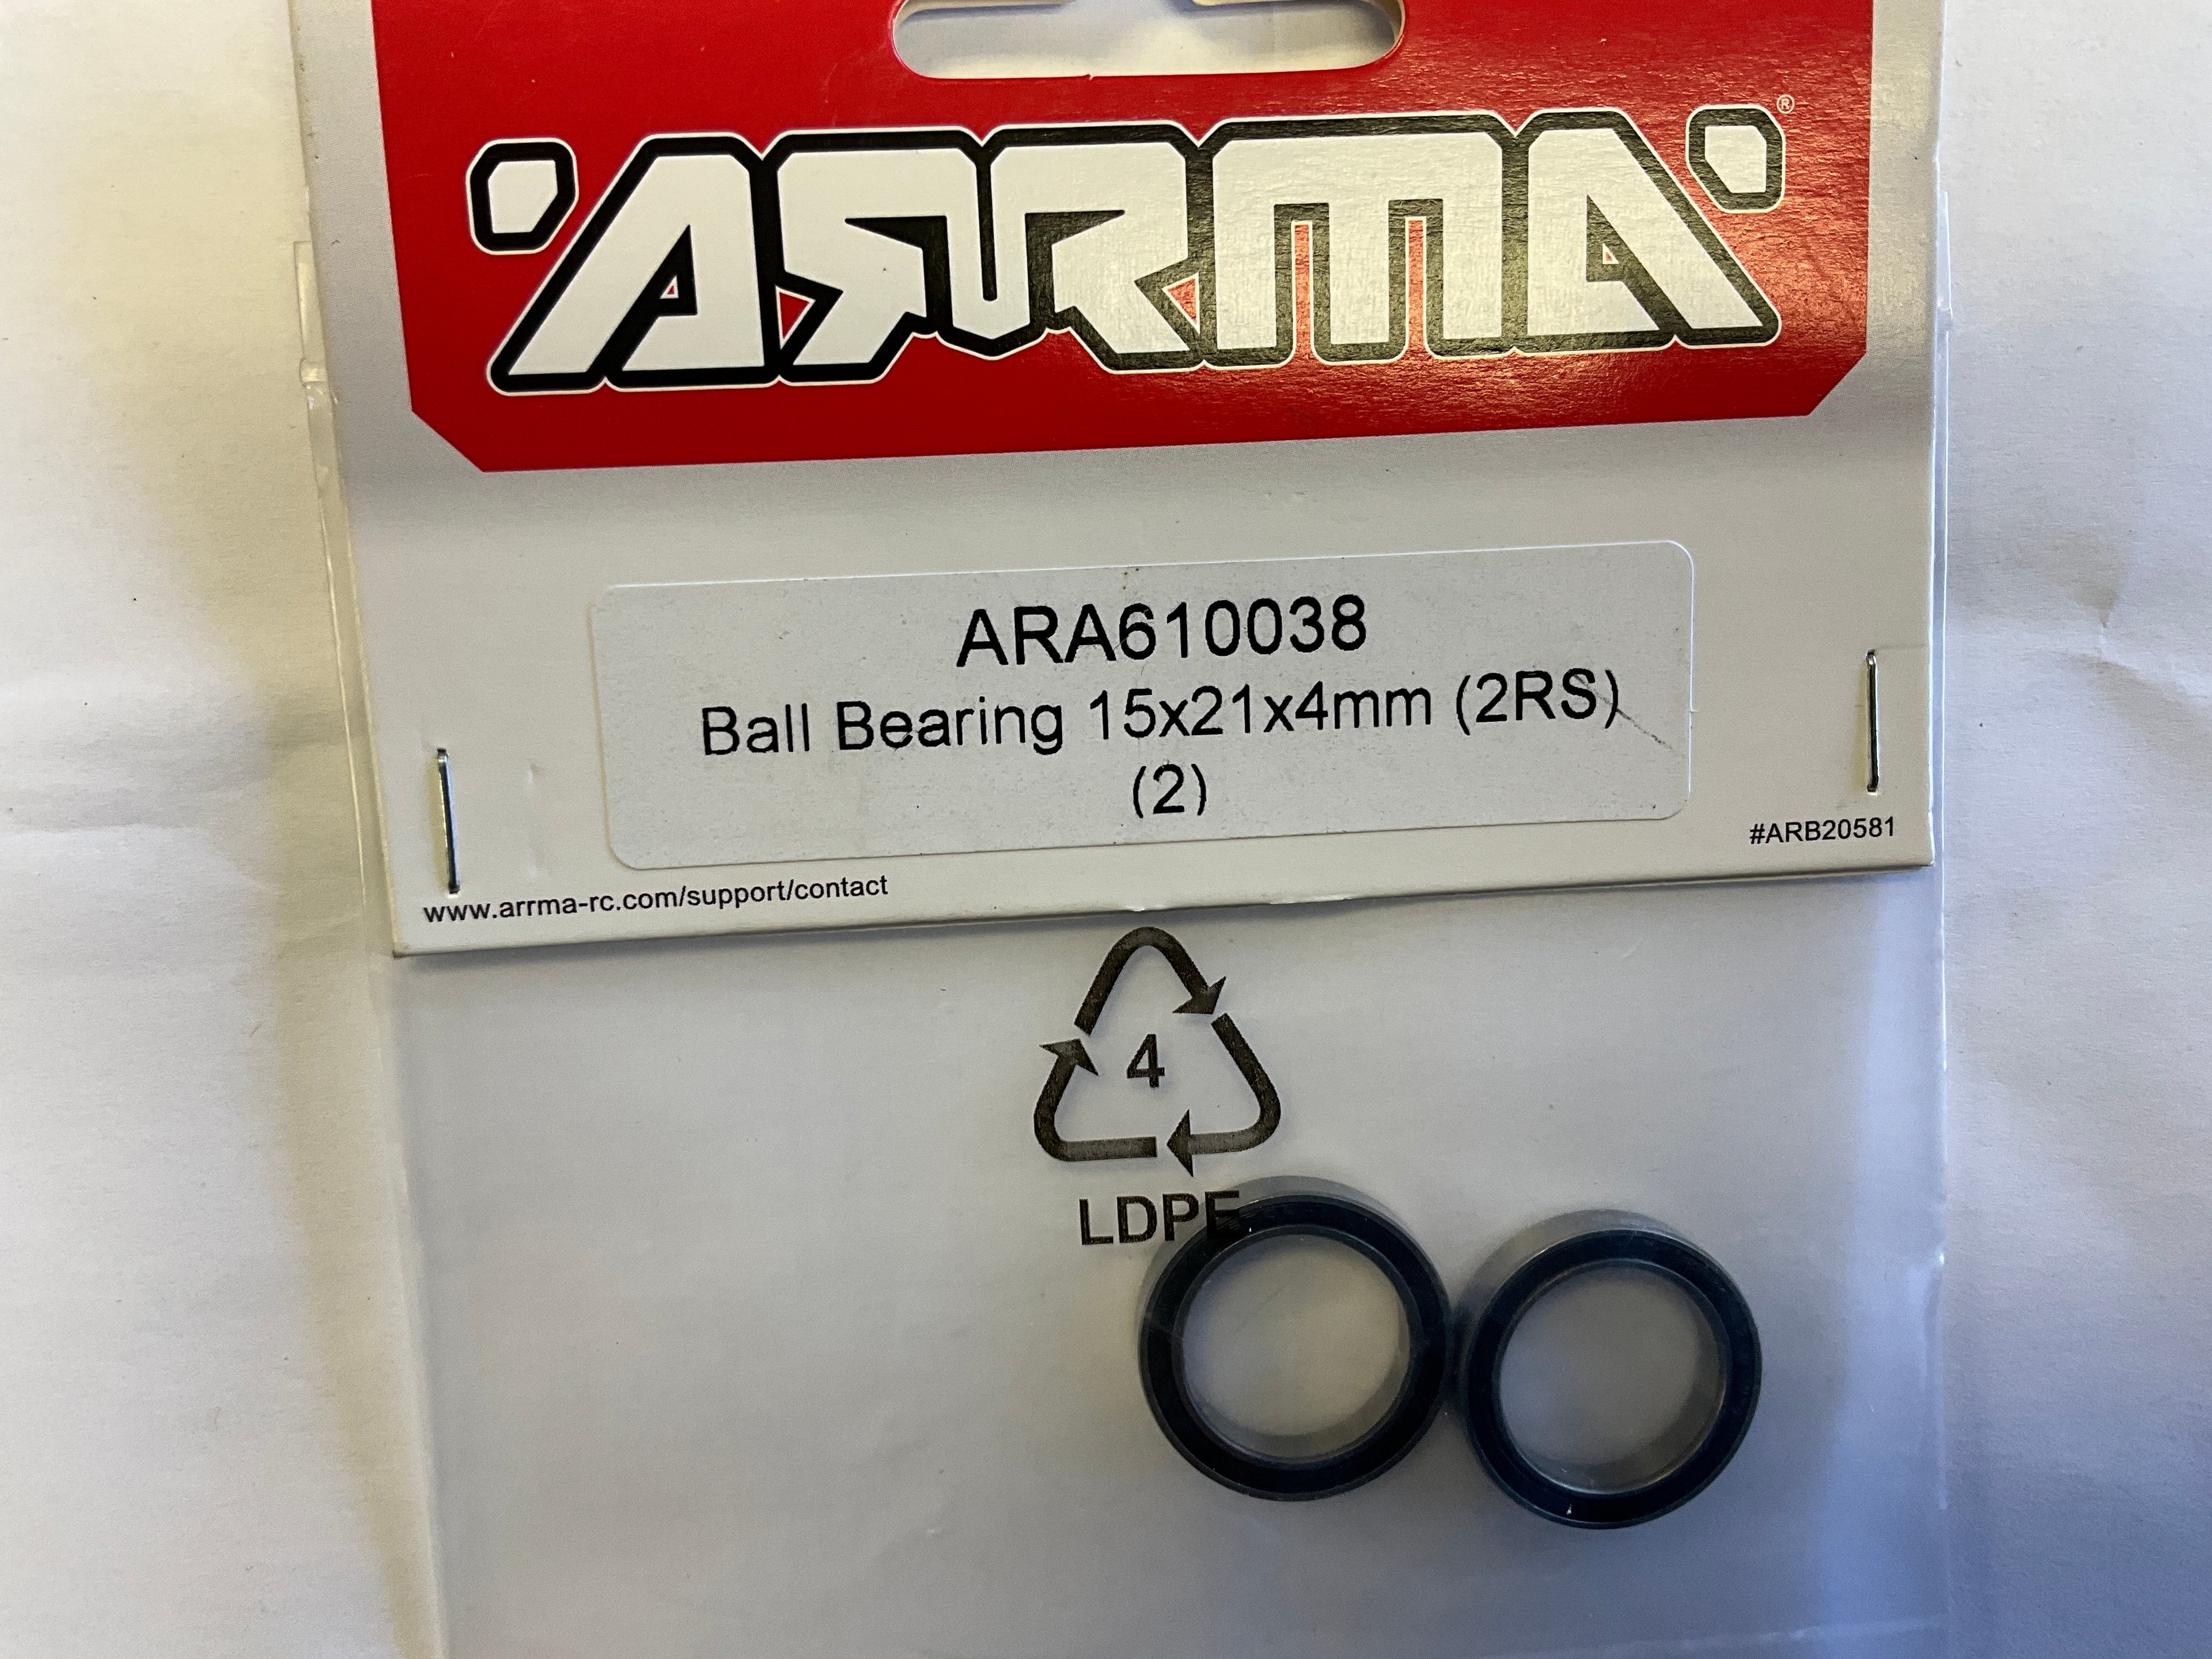 ARRMA®
ARA610038
Ball Bearing 15x21x4mm (2RS)
(2)
#ARB20581
www.arrma-rc.com/support/contact
4
LDPE